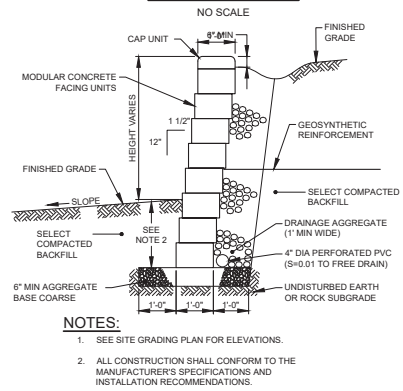 NO SCALE
6" MIN
CAP UNIT
FINISHED
GRADE
MODULAR CONCRETE
FACING UNITS
HEIGHT VARIES
1 1/2"
12"
GEOSYNTHETIC
REINFORCEMENT
FINISHED GRADE
SLOPE
SELECT COMPACTED
BACKFILL
SELECT
COMPACTED
BACKFILL
SEE
NOTE 2
DRAINAGE AGGREGATE
(1' MIN WIDE)
4" DIA PERFORATED PVC
(S=0.01 TO FREE DRAIN)
6" MIN AGGREGATE
BASE COARSE
UNDISTURBED EARTH
OR ROCK SUBGRADE
1'-0" 1'-0" 1'-0"
NOTES:
1. SEE SITE GRADING PLAN FOR ELEVATIONS.
2. ALL CONSTRUCTION SHALL CONFORM TO THE
MANUFACTURER'S SPECIFICATIONS AND
INSTALLATION RECOMMENDATIONS.